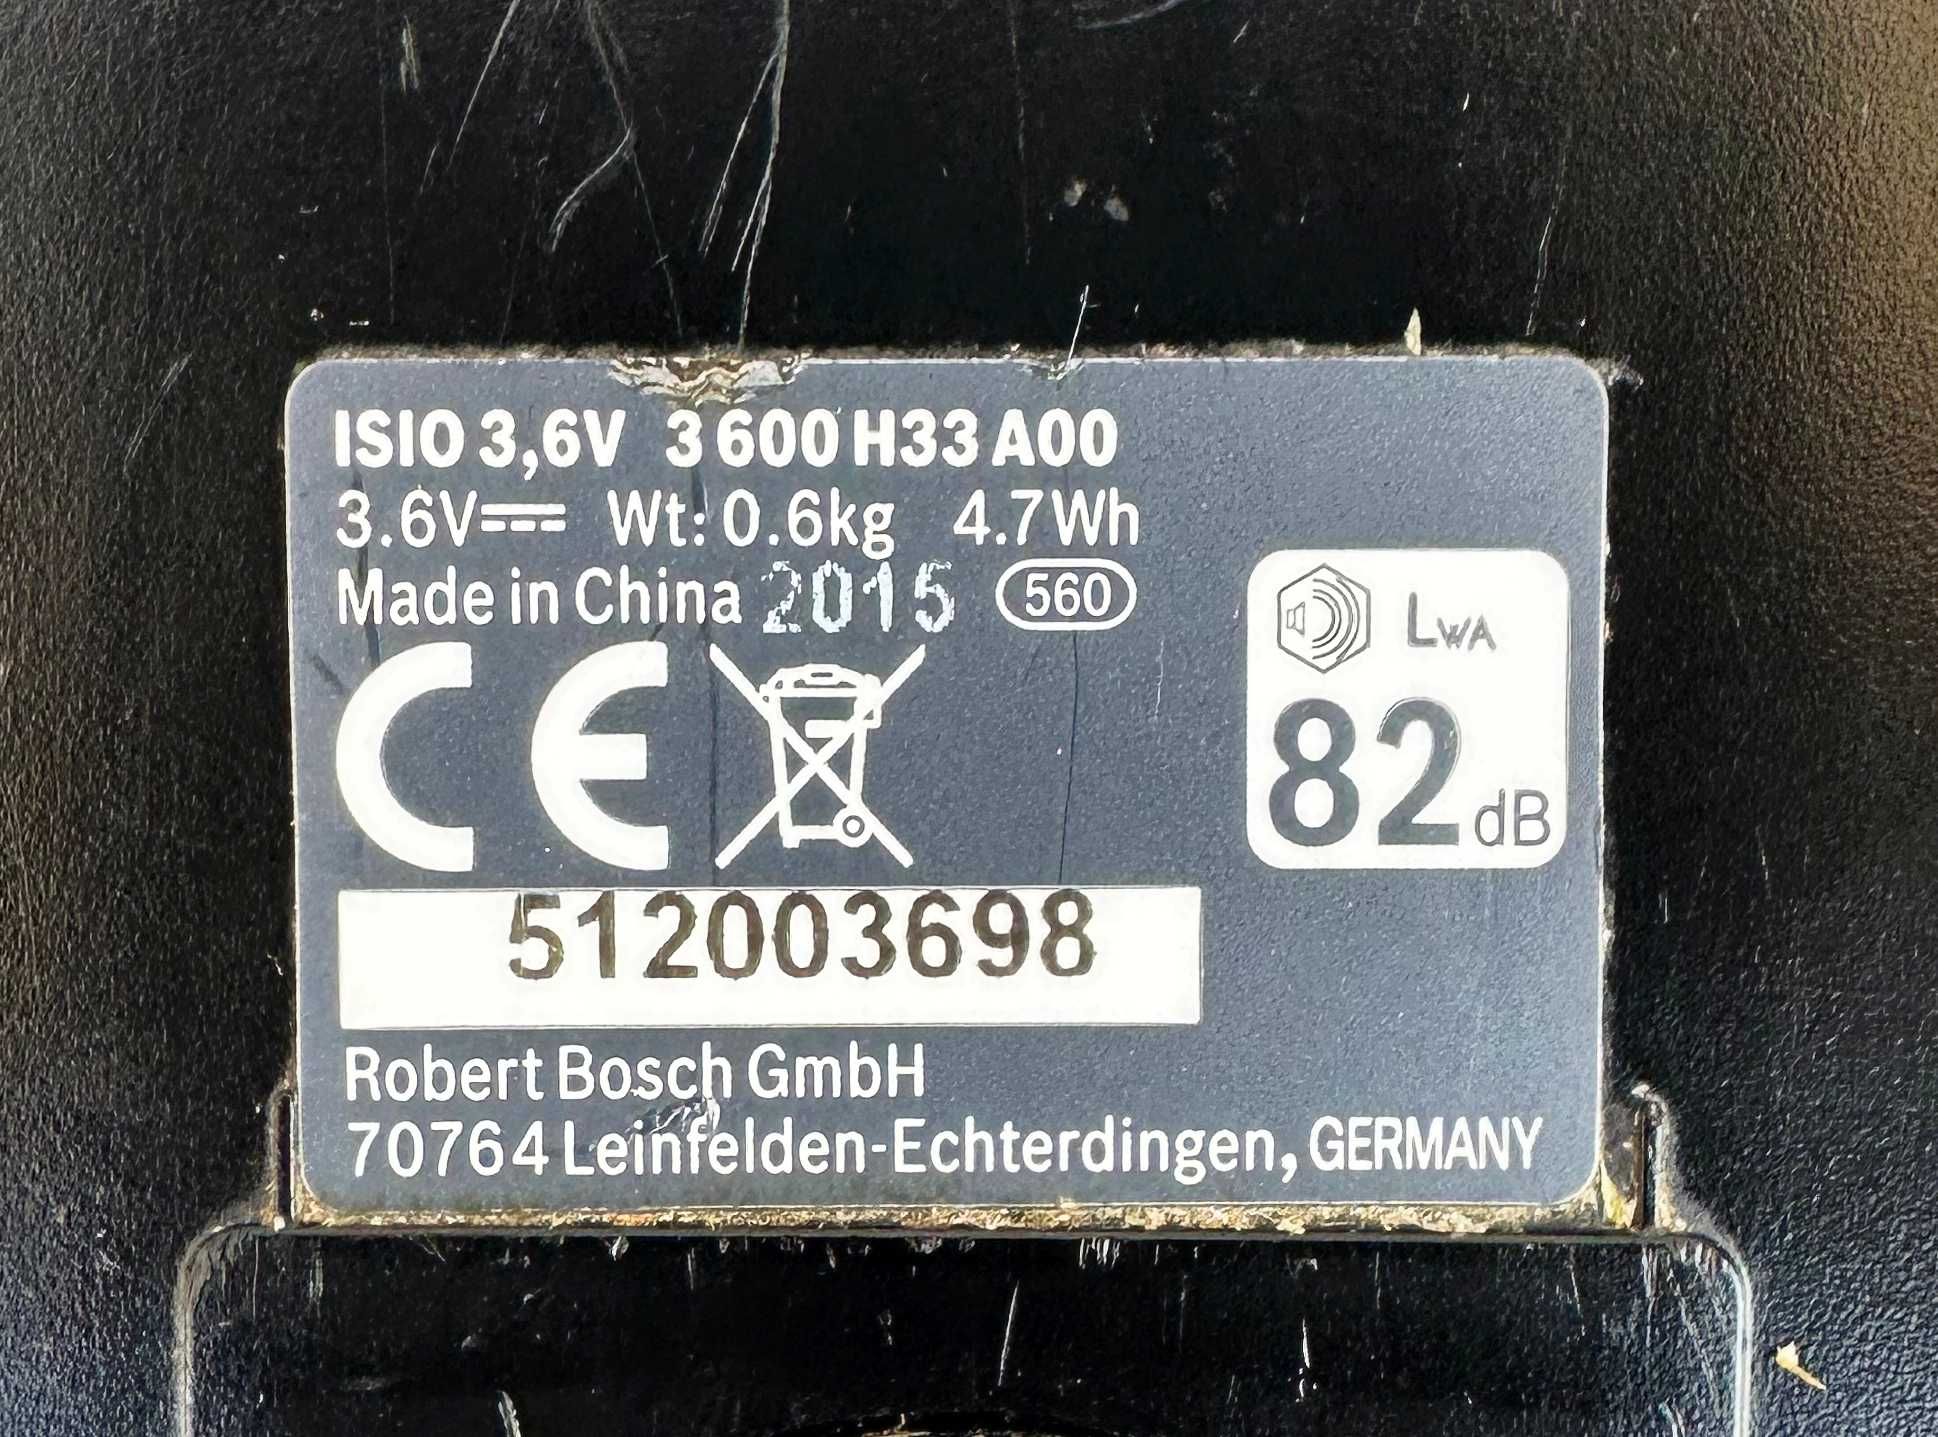 ISIO 3,6V 3 600 H33 A00
3.6V⎓ Wt: 0.6kg 4.7Wh
Made in China 2015 560
CE
LWA
82 dB
512003698
Robert Bosch GmbH
70764 Leinfelden-Echterdingen, GERMANY